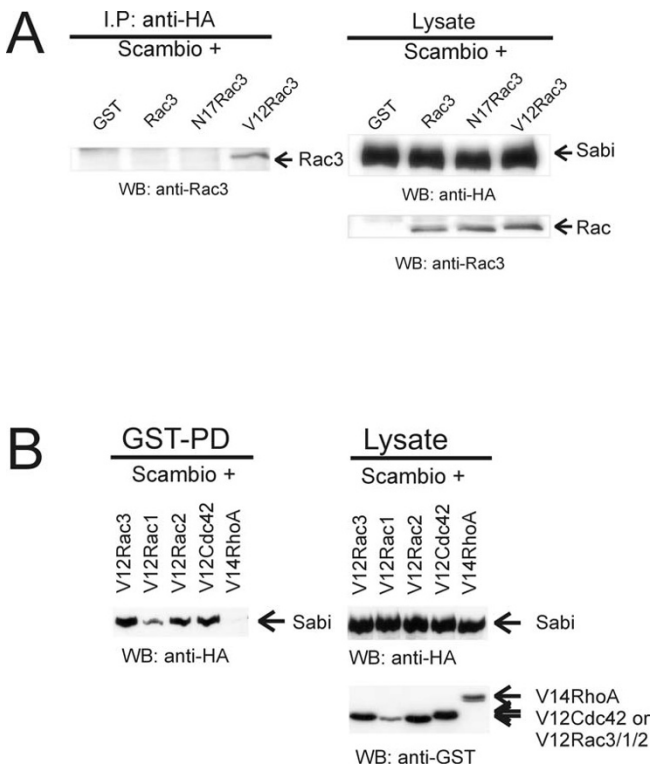 A
I.P: anti-HA
Scambio +
GST
Rac3
N17Rac3
V12Rac3
Rac3
WB: anti-Rac3
Lysate
Scambio +
GST
Rac3
N17Rac3
V12Rac3
Sabi
WB: anti-HA
Rac
WB: anti-Rac3
B
GST-PD
Scambio +
V12Rac3
V12Rac1
V12Rac2
V12Cdc42
V14RhoA
Sabi
WB: anti-HA
Lysate
Scambio +
V12Rac3
V12Rac1
V12Rac2
V12Cdc42
V14RhoA
Sabi
WB: anti-HA
V14RhoA
V12Cdc42 or
V12Rac3/1/2
WB: anti-GST